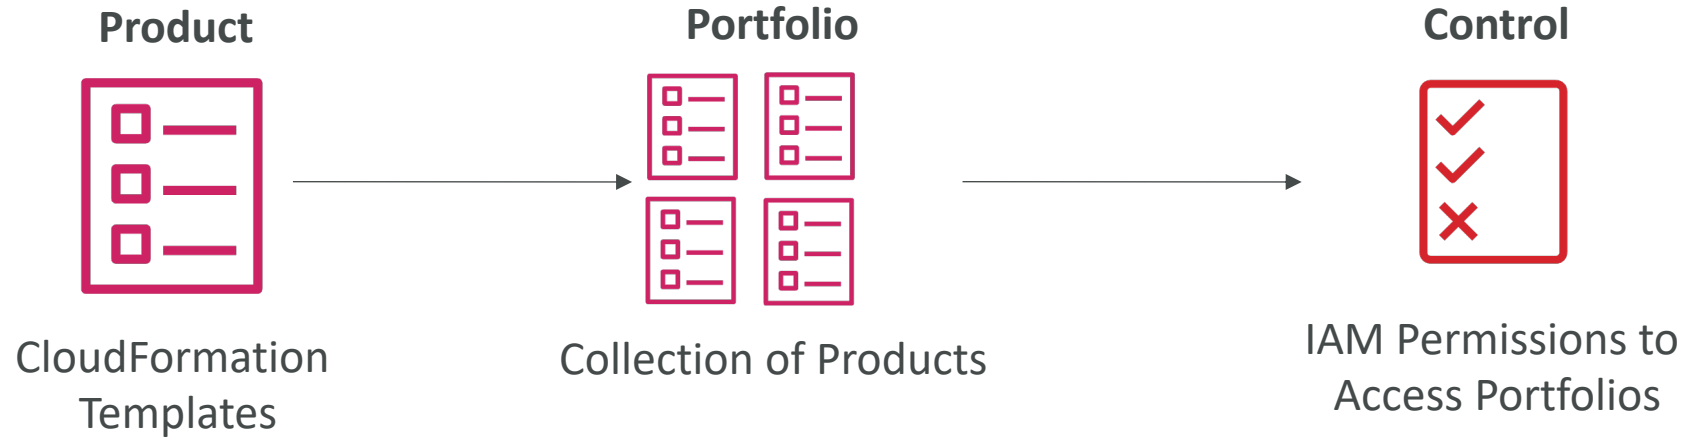 Product
CloudFormation
Templates
Portfolio
Collection of Products
Control
IAM Permissions to
Access Portfolios